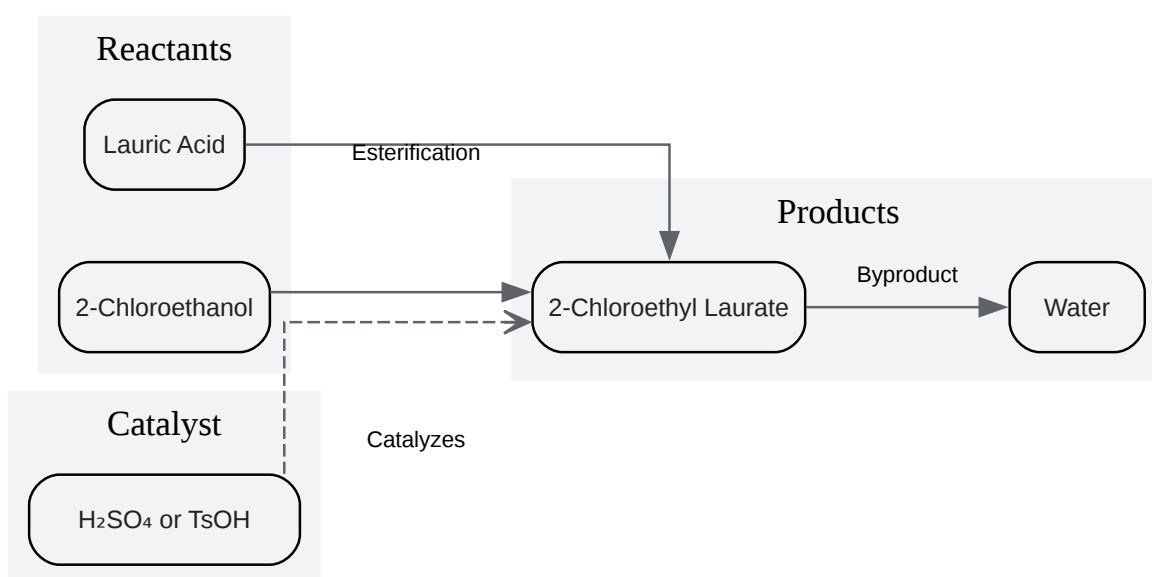 Reactants
Lauric Acid
Esterification
2-Chloroethanol
Products
2-Chloroethyl Laurate
Byproduct
Water
Catalyst
Catalyzes
H₂SO₄ or TsOH